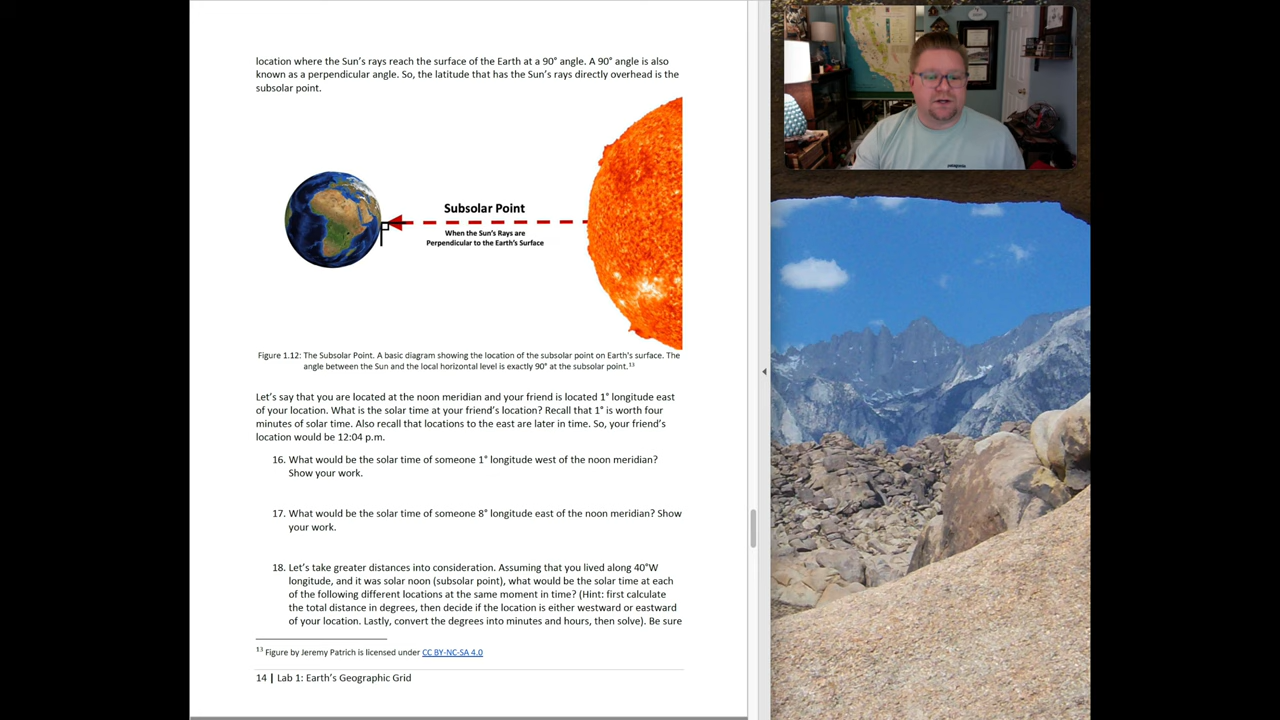 location where the Sun's rays reach the surface of the Earth at a 90° angle. A 90° angle is also
known as a perpendicular angle. So, the latitude that has the Sun's rays directly overhead is the
subsolar point.
Subsolar Point
When the Sun's Rays are
Perpendicular to the Earth's Surface
Figure 1.12: The Subsolar Point. A basic diagram showing the location of the subsolar point on Earth's surface. The
angle between the Sun and the local horizontal level is exactly 90° at the subsolar point.13
Let's say that you are located at the noon meridian and your friend is located 1° longitude east
of your location. What is the solar time at your friend's location? Recall that 1° is worth four
minutes of solar time. Also recall that locations to the east are later in time. So, your friend's
location would be 12:04 p.m.
16. What would be the solar time of someone 1° longitude west of the noon meridian?
Show your work.
17. What would be the solar time of someone 8° longitude east of the noon meridian? Show
your work.
18. Let's take greater distances into consideration. Assuming that you lived along 40°W
longitude, and it was solar noon (subsolar point), what would be the solar time at each
of the following different locations at the same moment in time? (Hint: first calculate
the total distance in degrees, then decide if the location is either westward or eastward
of your location. Lastly, convert the degrees into minutes and hours, then solve). Be sure
13 Figure by Jeremy Patrich is licensed under CC BY-NC-SA 4.0
14 | Lab 1: Earth's Geographic Grid
patagonia